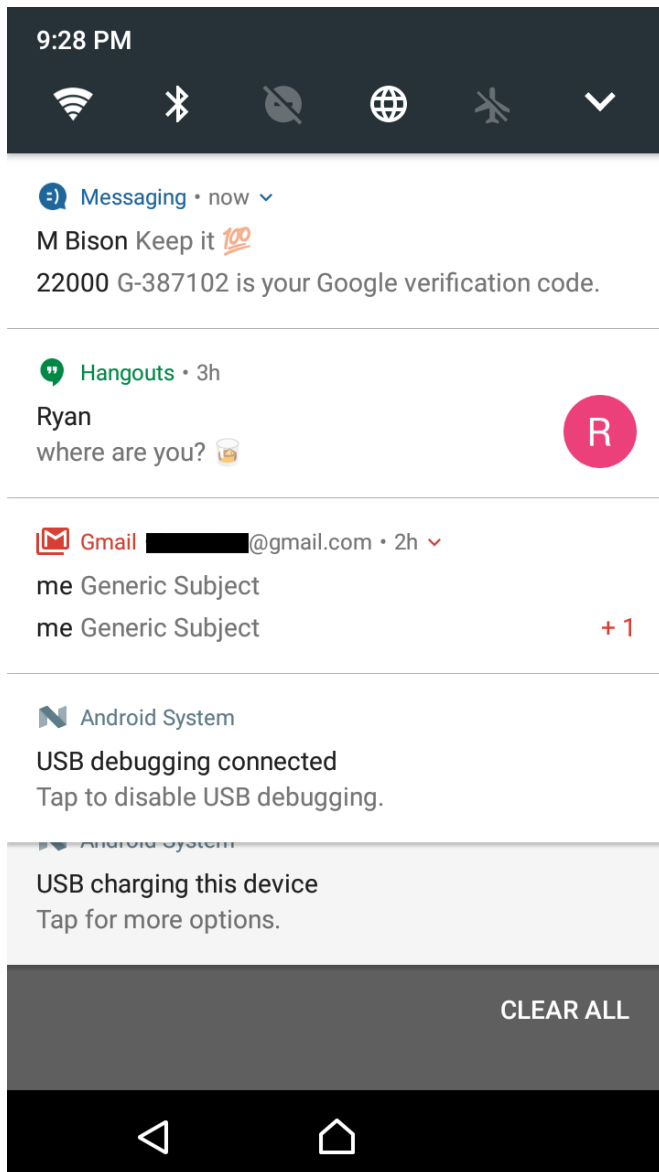 9:28 PM
Messaging • now
M Bison Keep it 💯
22000 G-387102 is your Google verification code.
Hangouts • 3h
Ryan
where are you? 🥃
R
Gmail @gmail.com • 2h
me Generic Subject
me Generic Subject + 1
Android System
USB debugging connected
Tap to disable USB debugging.
Android System
USB charging this device
Tap for more options.
CLEAR ALL